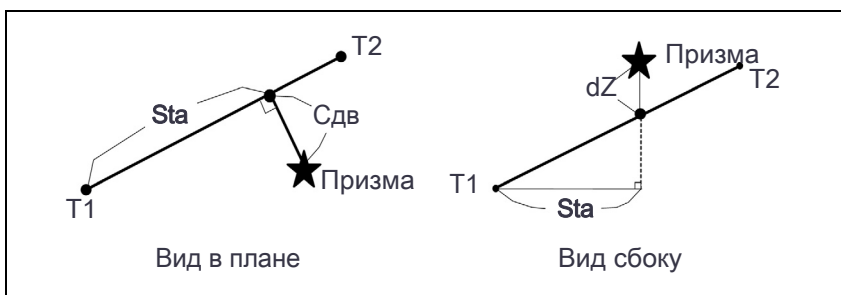 T2
Sta
Сдв
Призма
T1
Вид в плане
Призма
T2
dZ
T1
Sta
Вид сбоку